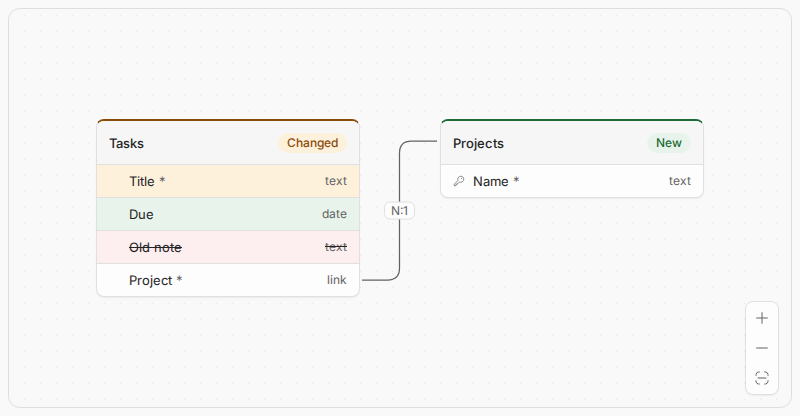 Tasks Changed
Title * text
Due date
Old note text
Project * link
N:1
Projects New
Name * text